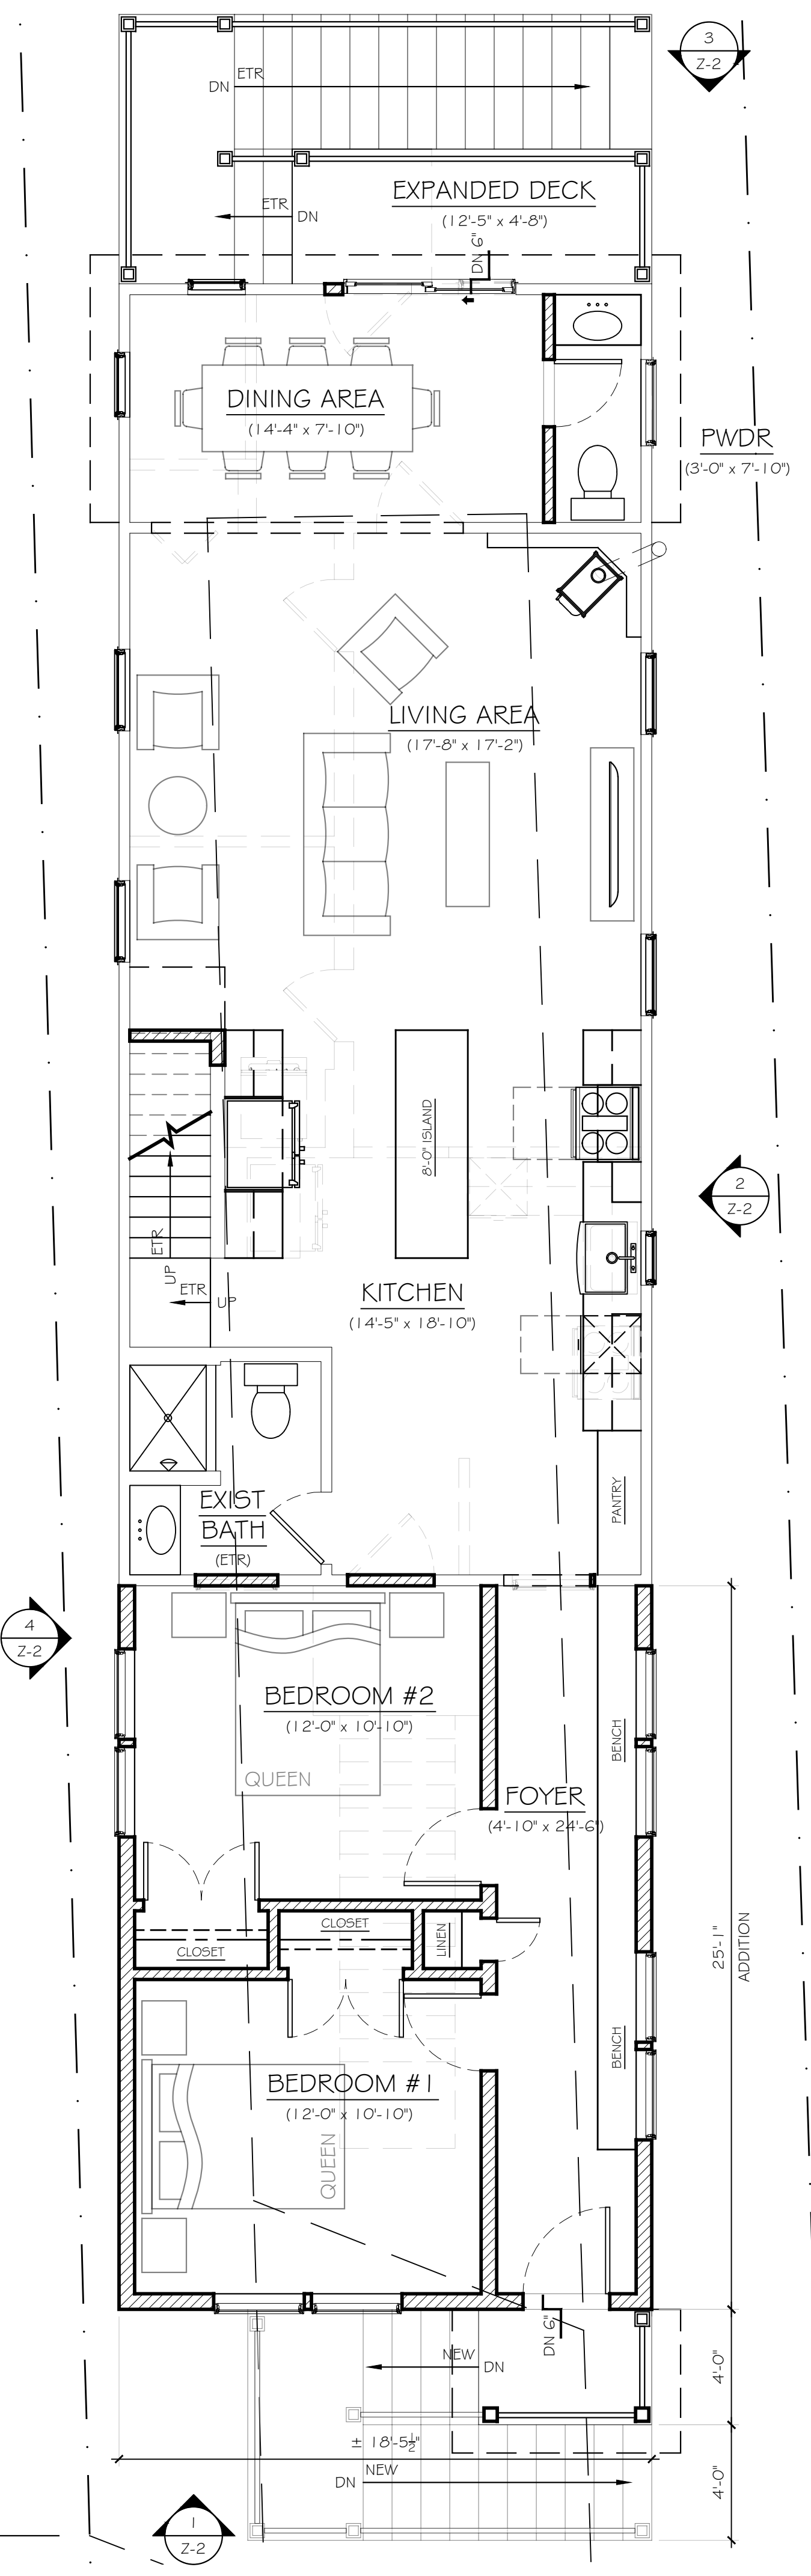 3
Z-2
ETR
DN
EXPANDED DECK
(12'-5" x 4'-8")
ETR
DN
DN 6"
DINING AREA
(14'-4" x 7'-10")
PWDR
(3'-0" x 7'-10")
LIVING AREA
(17'-8" x 17'-2")
8'-0" ISLAND
2
Z-2
ETR
UP
ETR
UP
KITCHEN
(14'-5" x 18'-10")
PANTRY
EXIST
BATH
(ETR)
4
Z-2
BEDROOM #2
(12'-0" x 10'-10")
QUEEN
BENCH
FOYER
(4'-10" x 24'-6")
CLOSET
CLOSET
LINEN
25'-1"
ADDITION
BENCH
BEDROOM #1
(12'-0" x 10'-10")
QUEEN
DN 6"
NEW
DN
4'-0"
± 18'-5½"
NEW
DN
4'-0"
1
Z-2